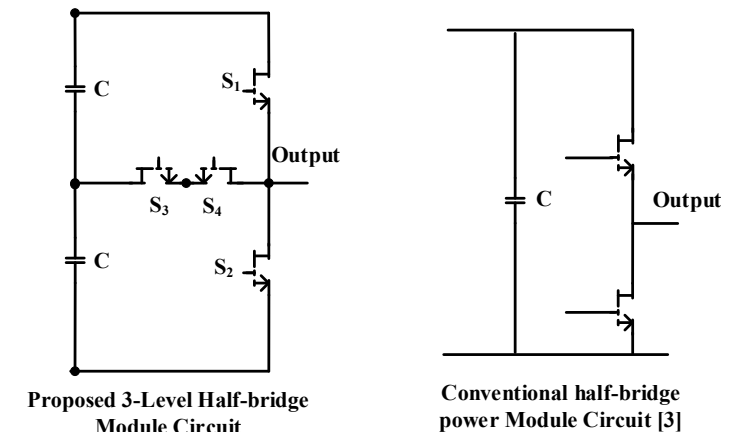 C
S1
Output
S3
S4
C
S2
Proposed 3-Level Half-bridge
Module Circuit
C
Output
Conventional half-bridge
power Module Circuit [3]